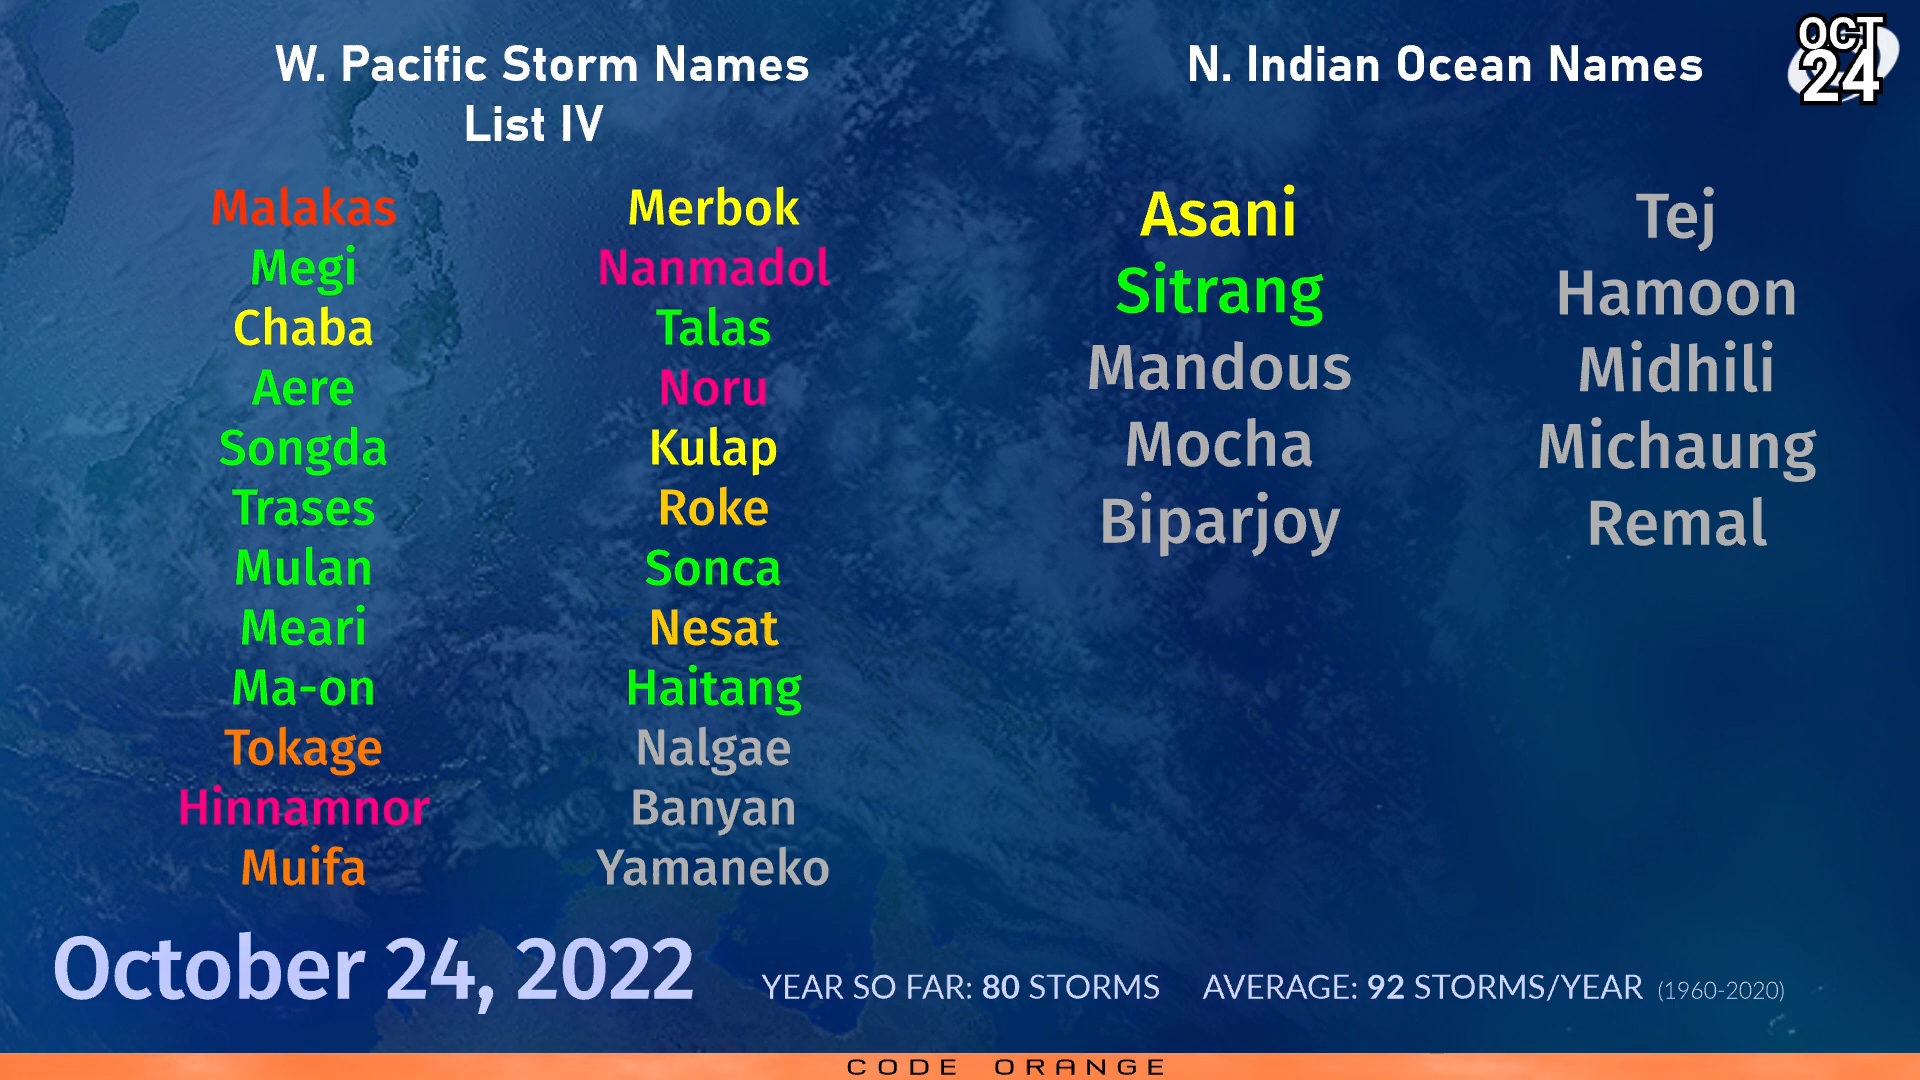 W. Pacific Storm Names
List IV
Malakas
Megi
Chaba
Aere
Songda
Trases
Mulan
Meari
Ma-on
Tokage
Hinnamnor
Muifa
Merbok
Nanmadol
Talas
Noru
Kulap
Roke
Sonca
Nesat
Haitang
Nalgae
Banyan
Yamaneko
N. Indian Ocean Names
Asani
Sitrang
Mandous
Mocha
Biparjoy
Tej
Hamoon
Midhili
Michaung
Remal
OCT
24
October 24, 2022
YEAR SO FAR: 80 STORMS
AVERAGE: 92 STORMS/YEAR (1960-2020)
CODE ORANGE